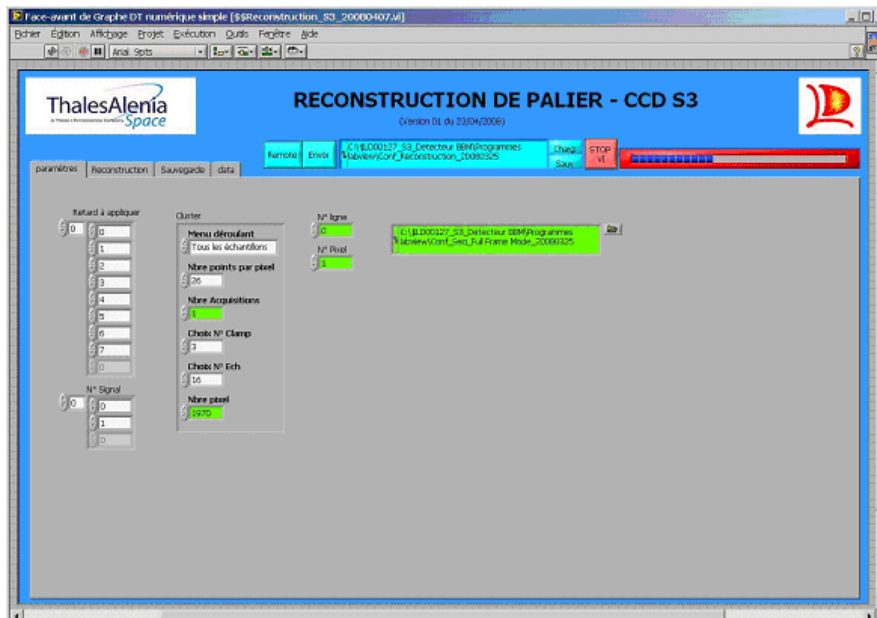 Face-avant de Graphe DT numérique simple [$$Reconstruction_S3_20080407.vi]
Fichier Édition Affichage Projet Exécution Outils Fenêtre Aide
Arial 9pts
ThalesAlenia
Space
RECONSTRUCTION DE PALIER - CCD S3
(Version 01 du 23/04/2008)
Remote
Envoi
C:\$LD00127_S3_Detecteur BBM\Programmes
labview\Conf_Reconstruction_20080325
Charg
Sauv
STOP
VI
paramètres
Reconstruction
Sauvegarde
data
Retard à appliquer
0
0
1
2
3
4
5
6
7
0
N° Signal
0
0
1
0
Cluster
Menu déroulant
Tous les échantillons
Nbre points par pixel
26
Nbre Acquisitions
1
Choix N° Clamp
3
Choix N° Ech
16
Nbre pixel
1970
N° ligne
0
N° Pixel
1
C:\$LD00127_S3_Detecteur BBM\Programmes
labview\Conf_Seq_Full Frame Mode_20080325